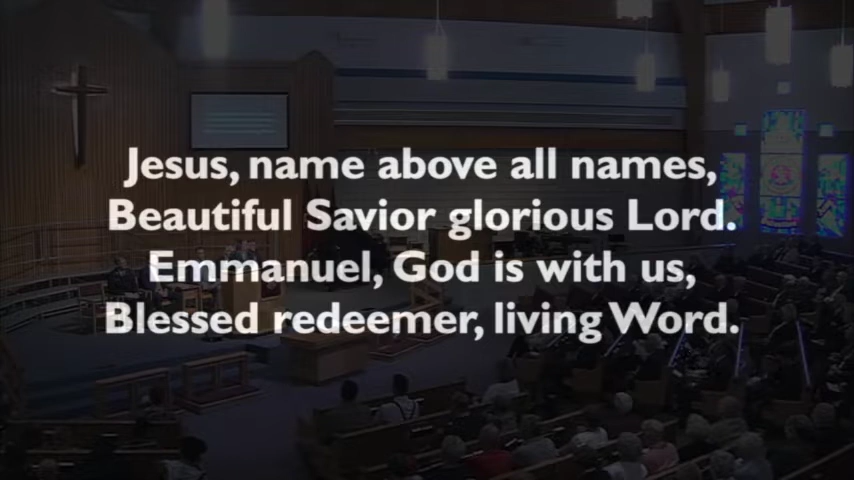 Jesus, name above all names,
Beautiful Savior glorious Lord.
Emmanuel, God is with us,
Blessed redeemer, living Word.